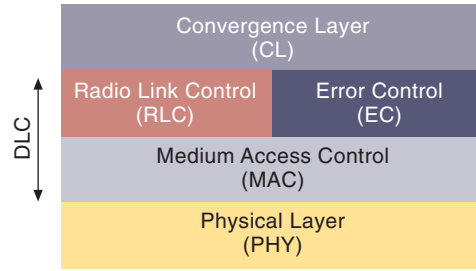 Convergence Layer
(CL)
Radio Link Control
(RLC)
Error Control
(EC)
DLC
Medium Access Control
(MAC)
Physical Layer
(PHY)